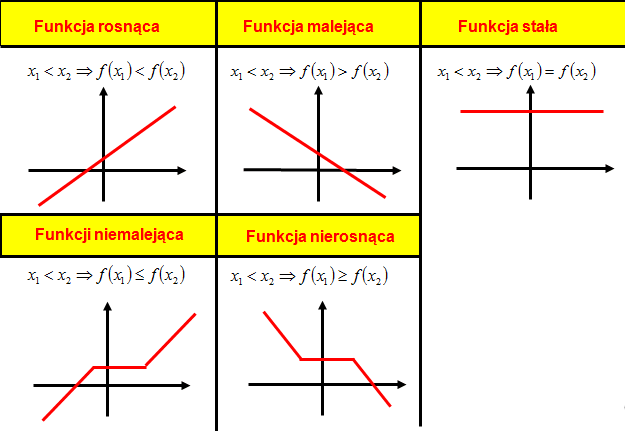 Funkcja rosnąca
Funkcja malejąca
Funkcja stała
x₁ < x₂ ⇒ f(x₁) < f(x₂)
x₁ < x₂ ⇒ f(x₁) > f(x₂)
x₁ < x₂ ⇒ f(x₁) = f(x₂)
Funkcji niemalejąca
Funkcja nierosnąca
x₁ < x₂ ⇒ f(x₁) ≤ f(x₂)
x₁ < x₂ ⇒ f(x₁) ≥ f(x₂)